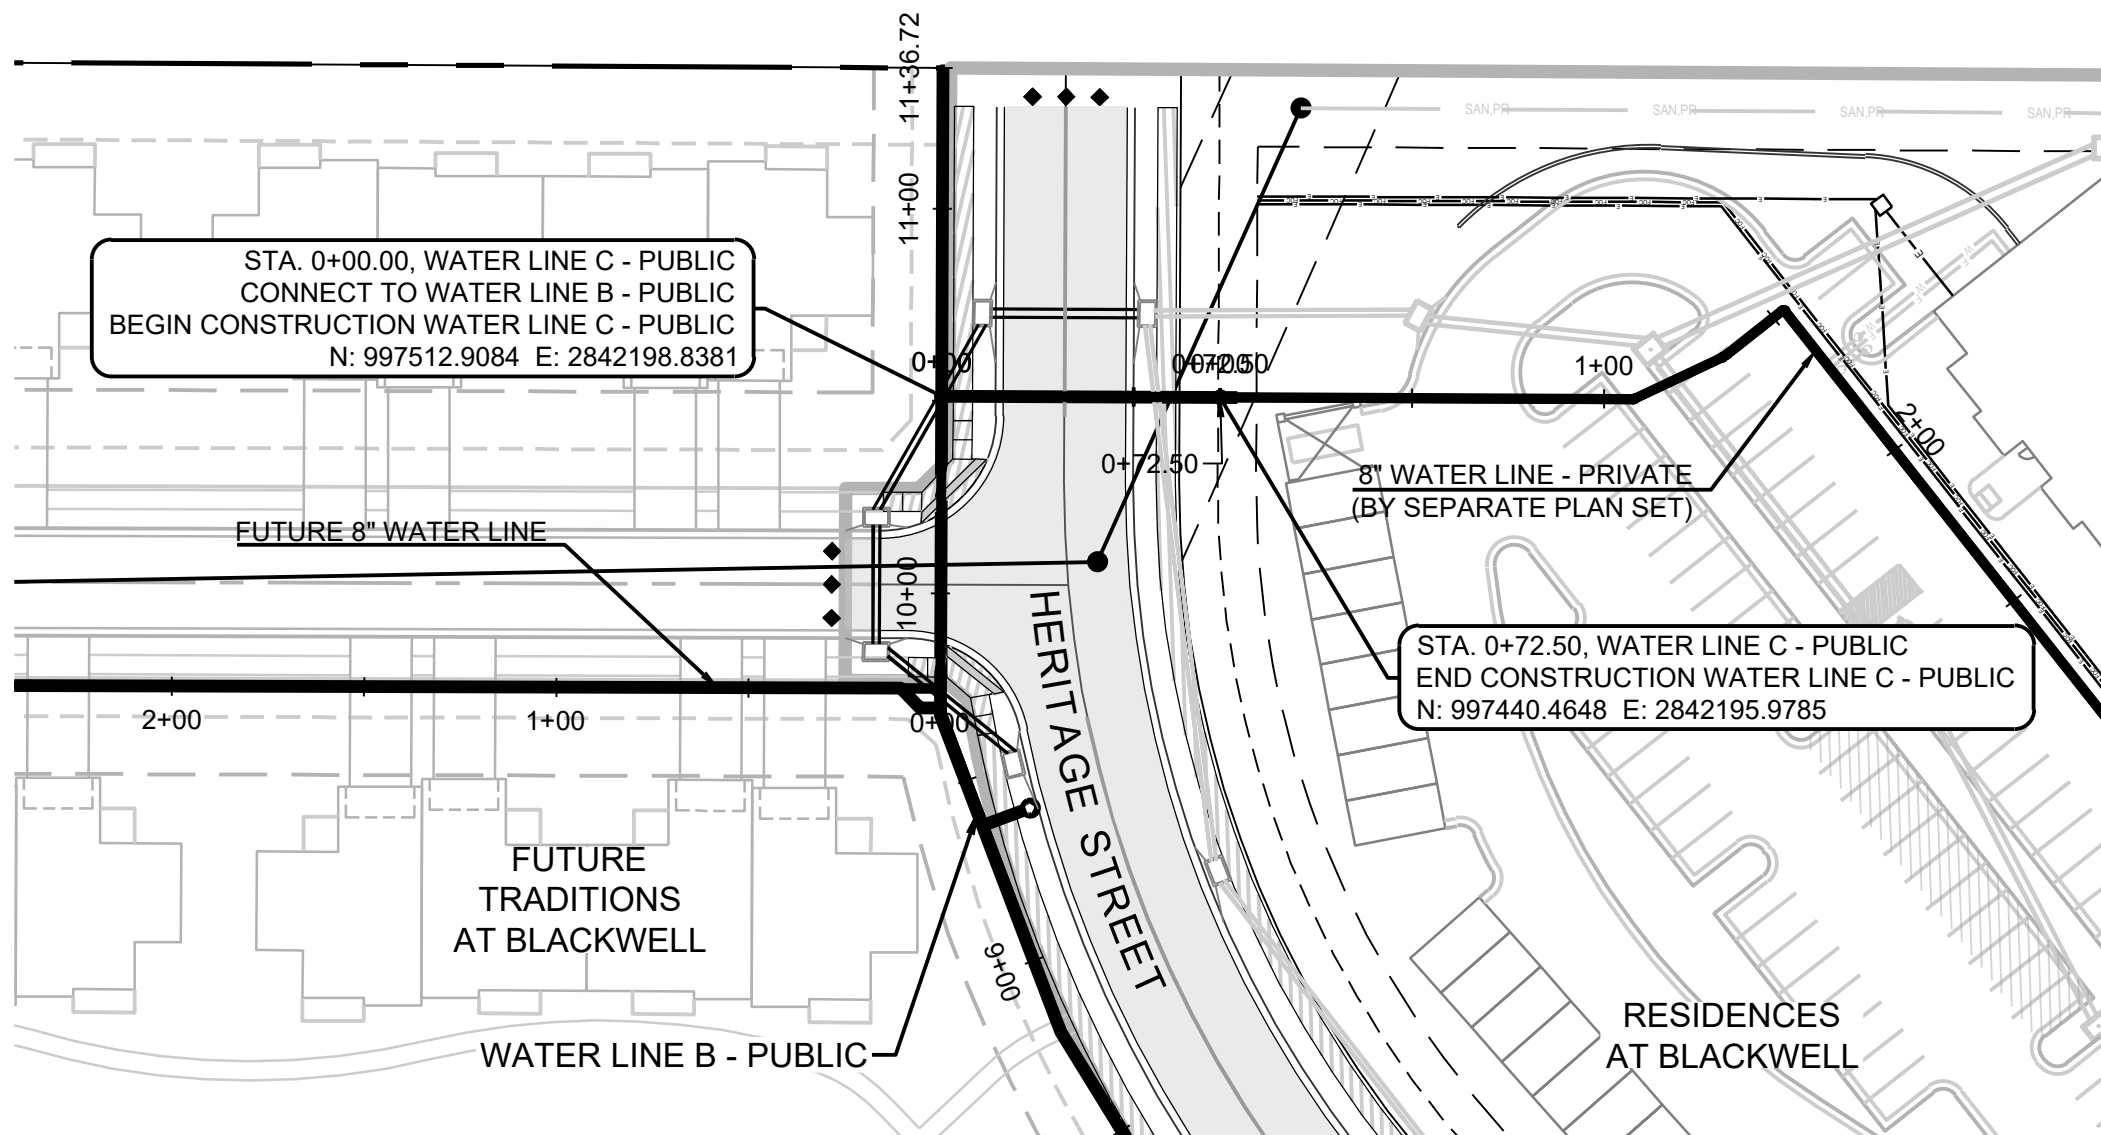 11+36.72
SAN,PR
SAN,PR
SAN,PR
SAN,PR
11+00
STA. 0+00.00, WATER LINE C - PUBLIC
CONNECT TO WATER LINE B - PUBLIC
BEGIN CONSTRUCTION WATER LINE C - PUBLIC
N: 997512.9084 E: 2842198.8381
0+00
0+72.50
1+00
2+00
0+72.50
8" WATER LINE - PRIVATE
(BY SEPARATE PLAN SET)
FUTURE 8" WATER LINE
10+00
HERITAGE STREET
STA. 0+72.50, WATER LINE C - PUBLIC
END CONSTRUCTION WATER LINE C - PUBLIC
N: 997440.4648 E: 2842195.9785
2+00
1+00
0+00
FUTURE
TRADITIONS
AT BLACKWELL
9+00
WATER LINE B - PUBLIC
RESIDENCES
AT BLACKWELL